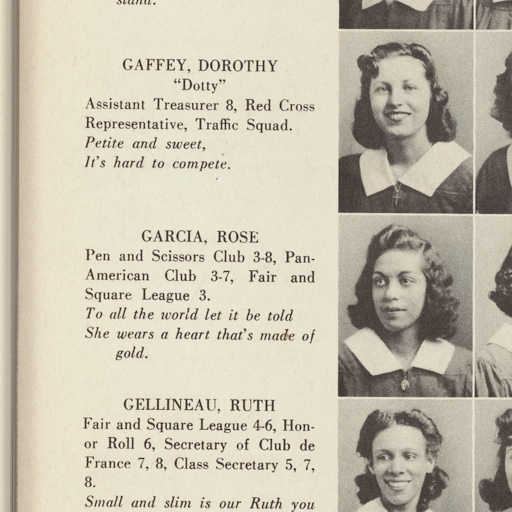 stand.
GAFFEY, DOROTHY
"Dotty"
Assistant Treasurer 8, Red Cross
Representative, Traffic Squad.
Petite and sweet,
It's hard to compete.
GARCIA, ROSE
Pen and Scissors Club 3-8, Pan-
American Club 3-7, Fair and
Square League 3.
To all the world let it be told
She wears a heart that's made of
gold.
GELLINEAU, RUTH
Fair and Square League 4-6, Hon-
or Roll 6, Secretary of Club de
France 7, 8, Class Secretary 5, 7,
8.
Small and slim is our Ruth you